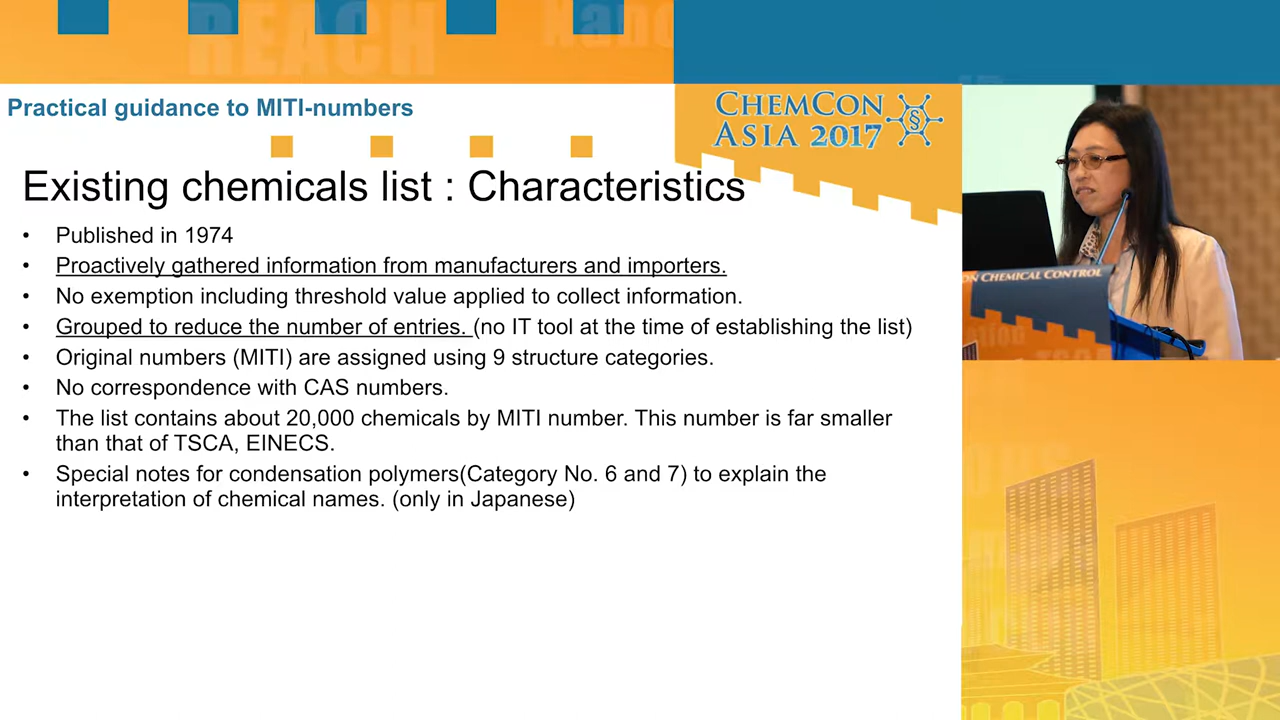 REACH
Nano
Practical guidance to MITI-numbers
CHEMCON
ASIA 2017
§
Existing chemicals list : Characteristics
• Published in 1974
• Proactively gathered information from manufacturers and importers.
• No exemption including threshold value applied to collect information.
• Grouped to reduce the number of entries. (no IT tool at the time of establishing the list)
• Original numbers (MITI) are assigned using 9 structure categories.
• No correspondence with CAS numbers.
• The list contains about 20,000 chemicals by MITI number. This number is far smaller
than that of TSCA, EINECS.
• Special notes for condensation polymers(Category No. 6 and 7) to explain the
interpretation of chemical names. (only in Japanese)
ON CHEMICAL CONTROL